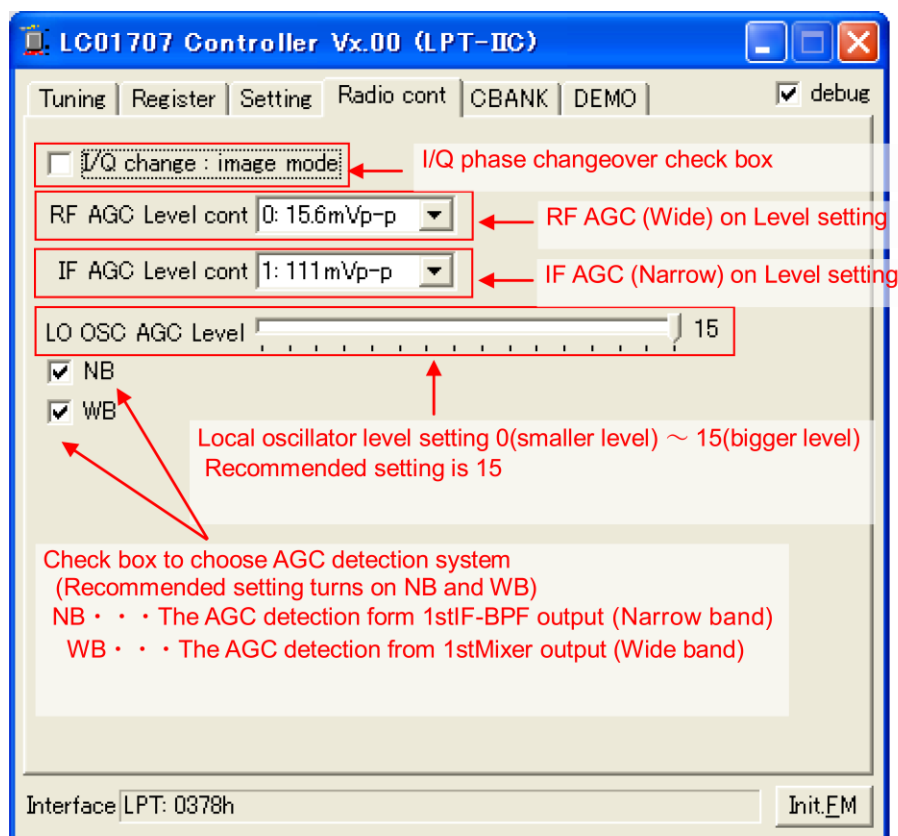 LC01707 Controller Vx.00 (LPT-IIC)
Tuning Register Setting Radio cont CBANK DEMO debug
I/Q change : image mode I/Q phase changeover check box
RF AGC Level cont 0: 15.6mVp-p RF AGC (Wide) on Level setting
IF AGC Level cont 1: 111mVp-p IF AGC (Narrow) on Level setting
LO OSC AGC Level 15
NB
WB
Local oscillator level setting 0(smaller level) ～ 15(bigger level)
Recommended setting is 15
Check box to choose AGC detection system
(Recommended setting turns on NB and WB)
NB・・・The AGC detection form 1stIF-BPF output (Narrow band)
WB・・・The AGC detection from 1stMixer output (Wide band)
Interface LPT: 0378h Init.FM